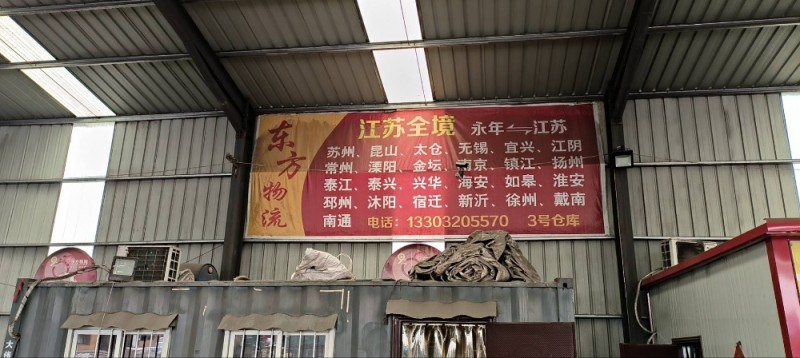 东方物流
江苏全境 永年⇋江苏
苏州、昆山、太仓、无锡、宜兴、江阴
常州、溧阳、金坛、南京、镇江、扬州
泰江、泰兴、兴华、海安、如皋、淮安
邳州、沐阳、宿迁、新沂、徐州、戴南
南通 电话:13303205570 3号仓库